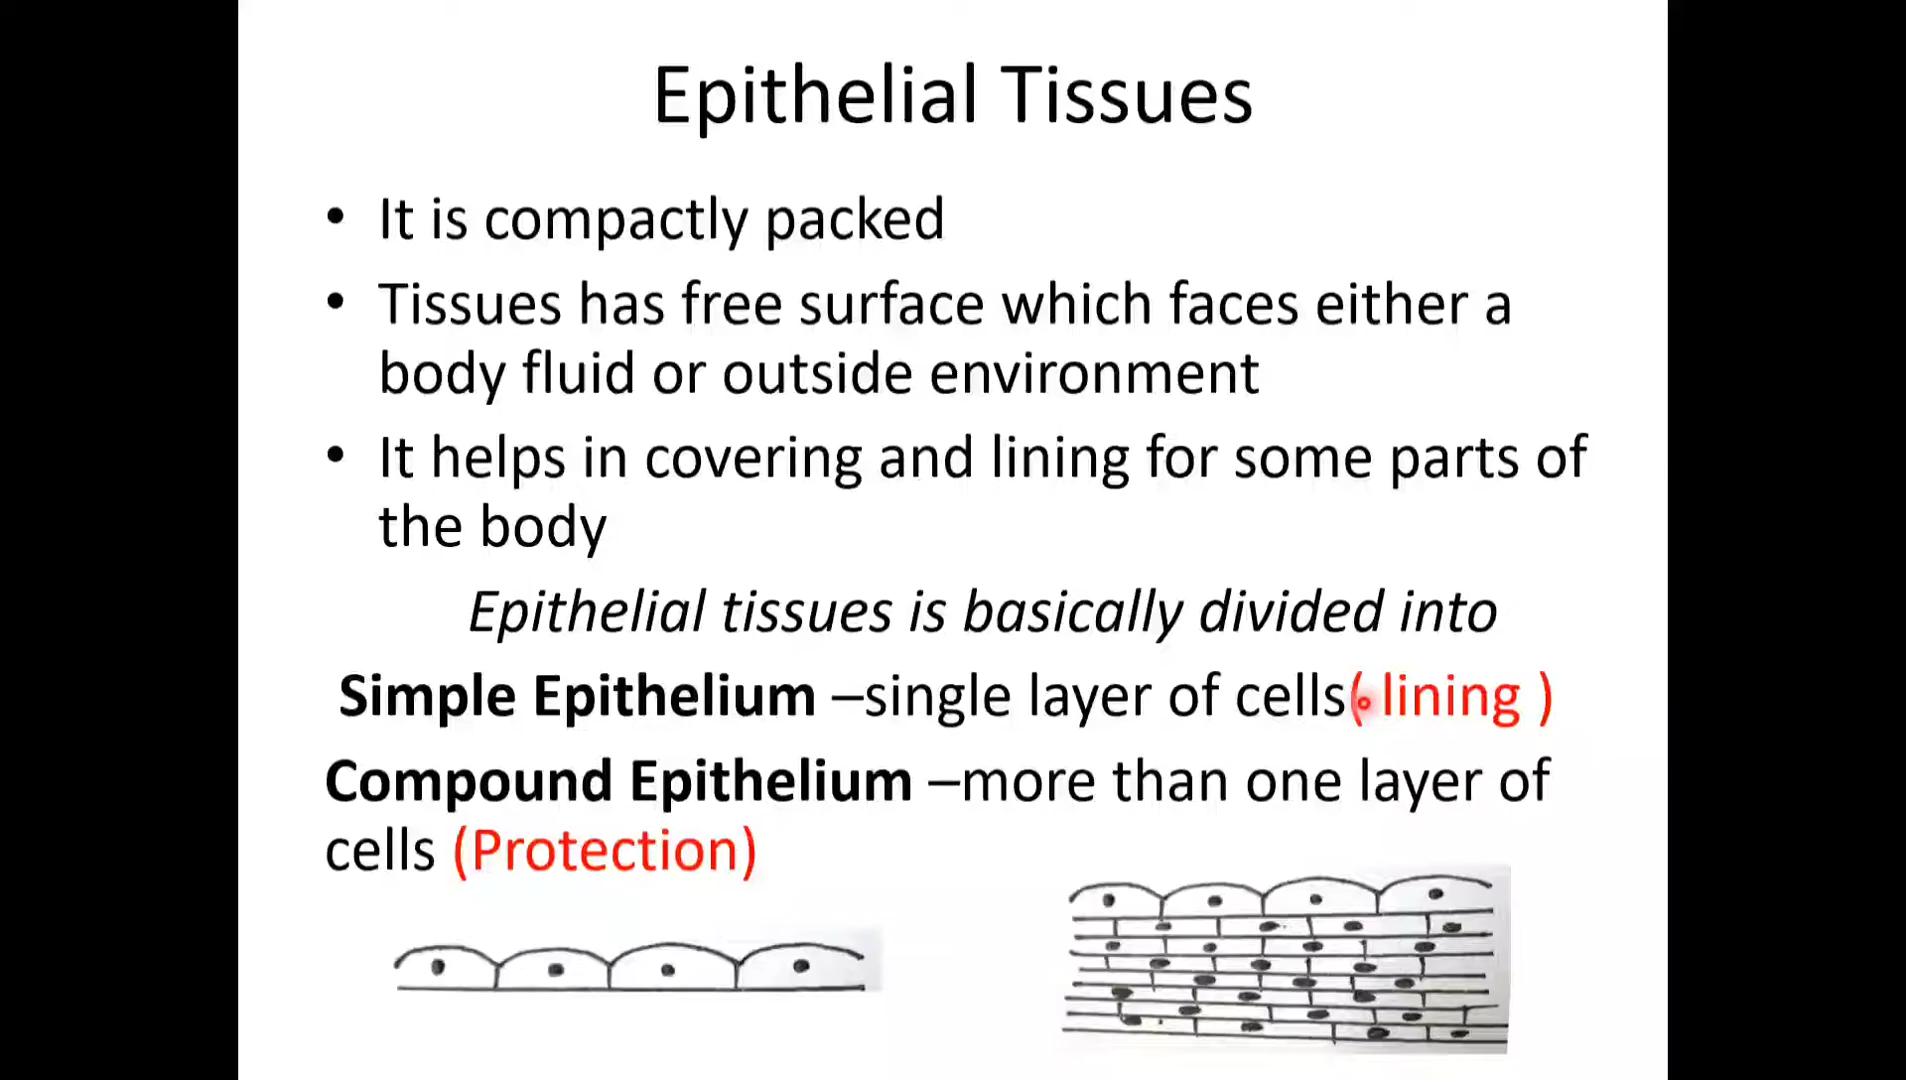 Epithelial Tissues
• It is compactly packed
• Tissues has free surface which faces either a
body fluid or outside environment
• It helps in covering and lining for some parts of
the body
Epithelial tissues is basically divided into
Simple Epithelium –single layer of cells( lining )
Compound Epithelium –more than one layer of
cells (Protection)